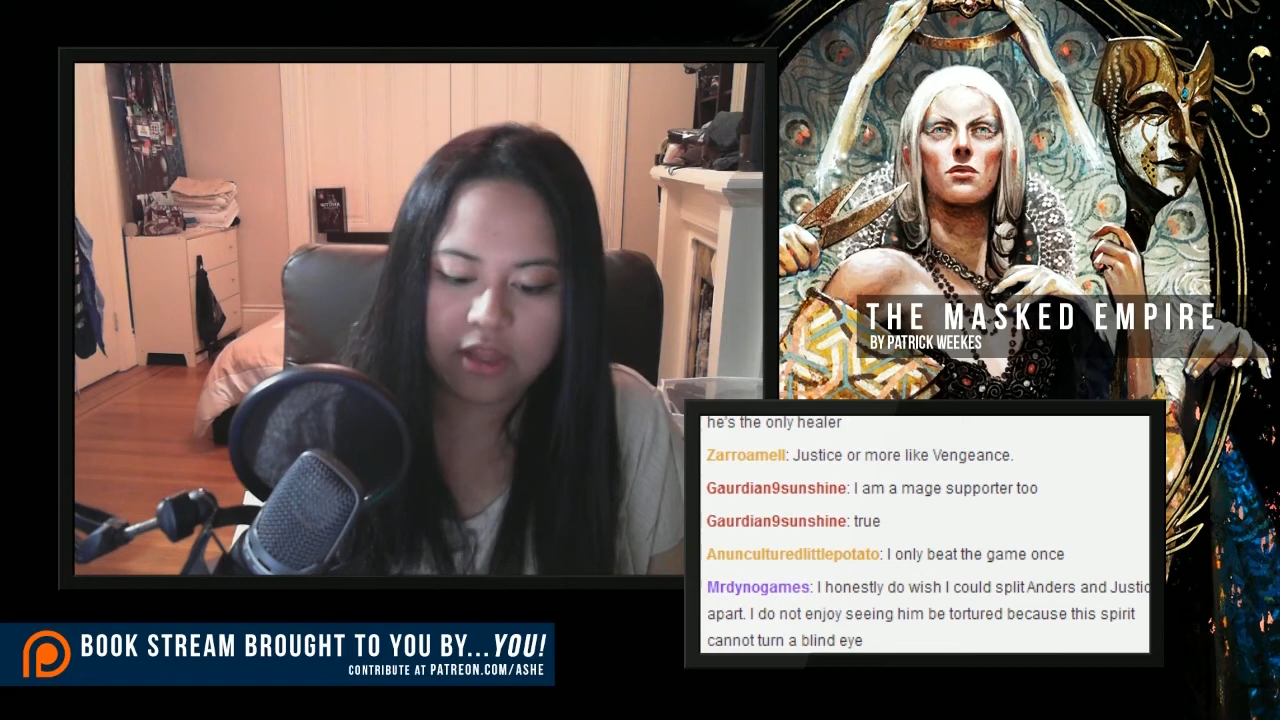 THE MASKED EMPIRE
BY PATRICK WEEKES
he's the only healer
Zarroamell: Justice or more like Vengeance.
Gaurdian9sunshine: I am a mage supporter too
Gaurdian9sunshine: true
Anunculturedlittlepotato: I only beat the game once
Mrdynogames: I honestly do wish I could split Anders and Justic
apart. I do not enjoy seeing him be tortured because this spirit
cannot turn a blind eye
BOOK STREAM BROUGHT TO YOU BY...YOU!
CONTRIBUTE AT PATREON.COM/ASHE